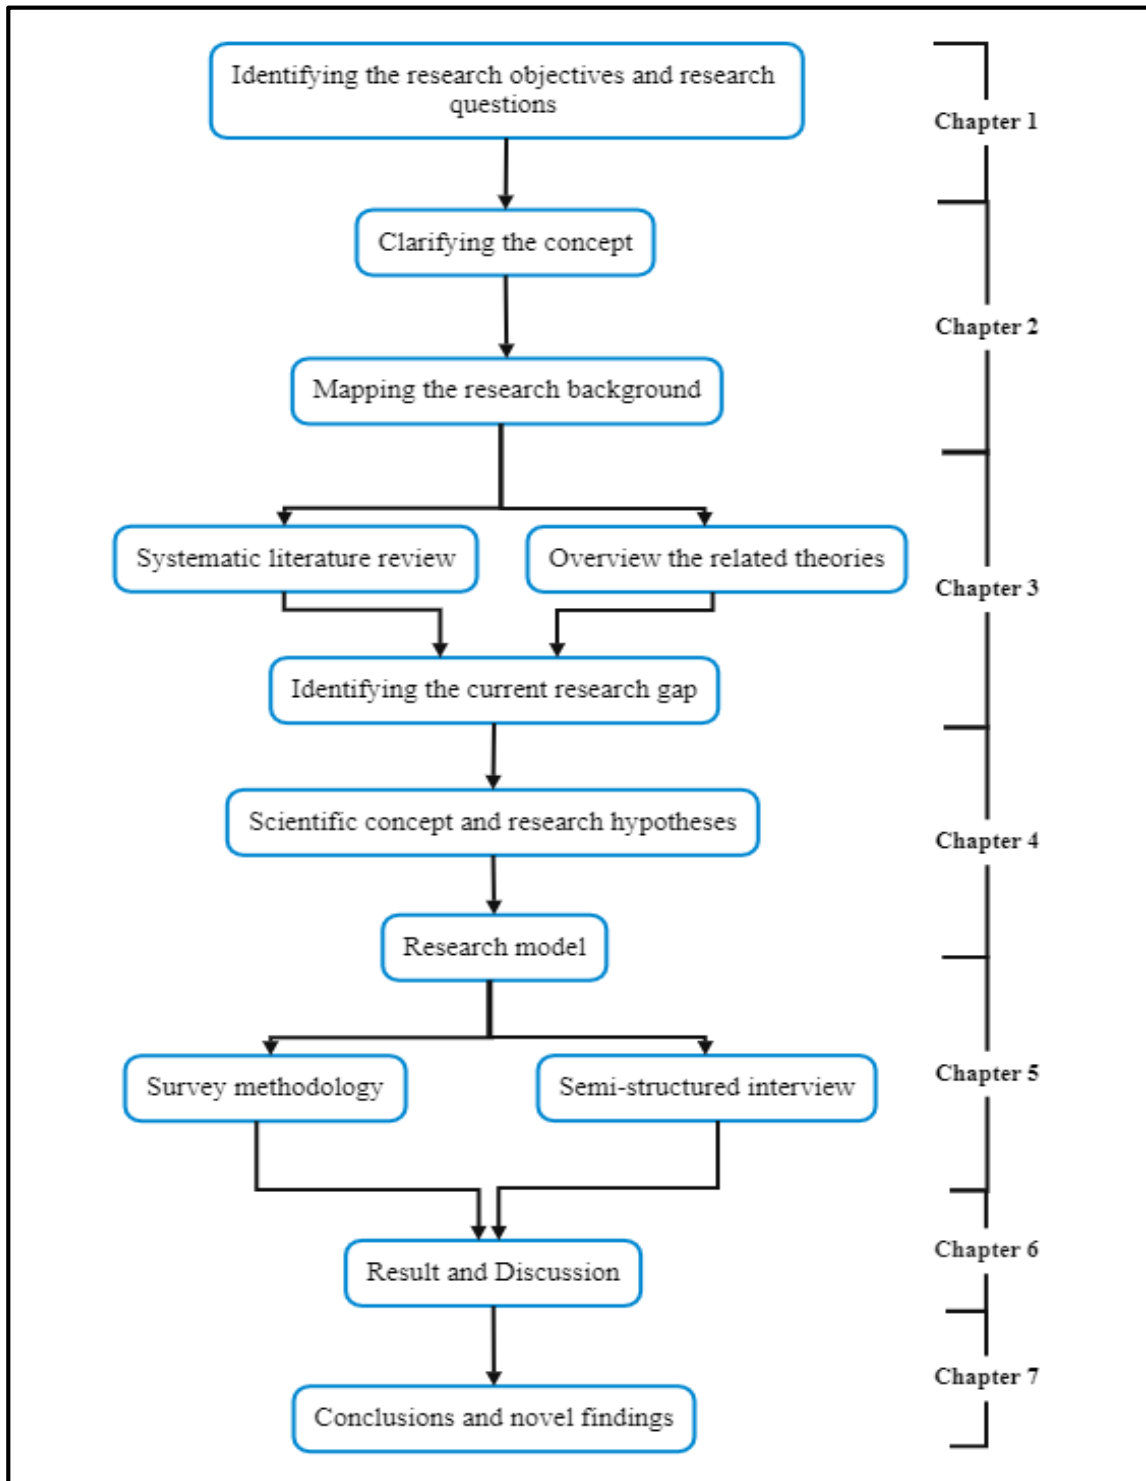 Identifying the research objectives and research
questions
Chapter 1
Clarifying the concept
Chapter 2
Mapping the research background
Systematic literature review
Overview the related theories
Chapter 3
Identifying the current research gap
Scientific concept and research hypotheses
Chapter 4
Research model
Survey methodology
Semi-structured interview
Chapter 5
Result and Discussion
Chapter 6
Conclusions and novel findings
Chapter 7